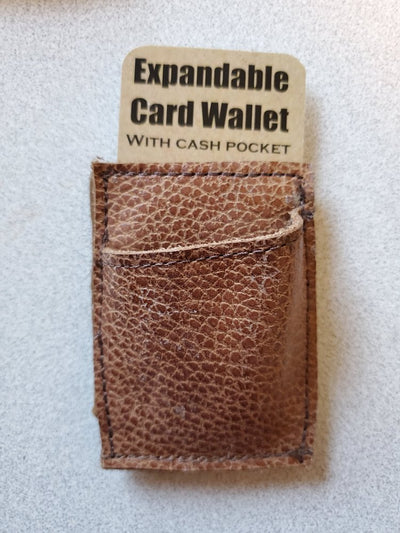 Expandable
Card Wallet
With cash pocket